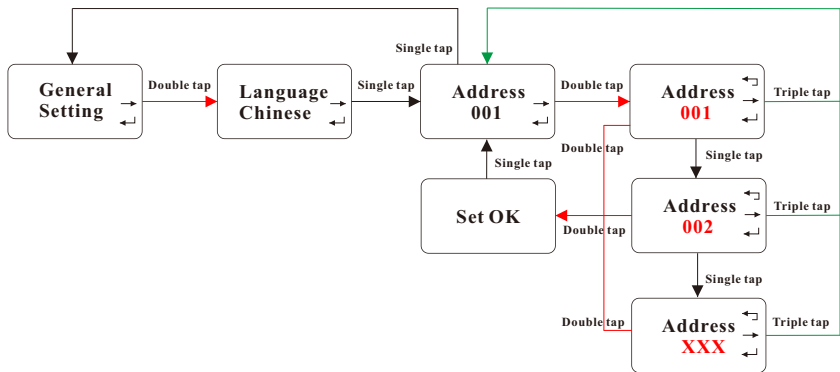 Single tap
General
Setting
Double tap
Language
Chinese
Single tap
Address
001
Double tap
Address
001
Triple tap
Double tap
Single tap
Single tap
Set OK
Double tap
Address
002
Triple tap
Single tap
Double tap
Address
XXX
Triple tap